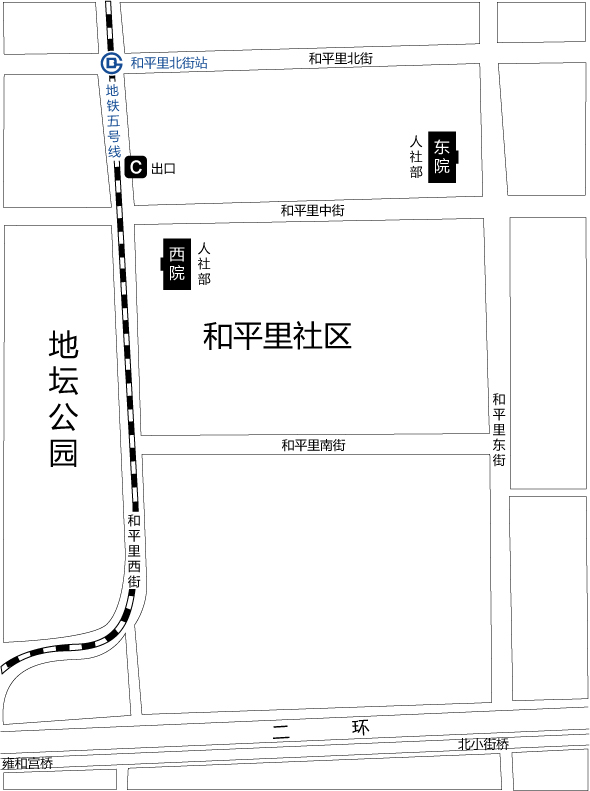 和平里北街
和平里北街站
地铁五号线
C
出口
人社部
东院
和平里中街
西院
人社部
和平里社区
地坛公园
和平里东街
和平里南街
和平里西街
二环
北小街桥
雍和宫桥